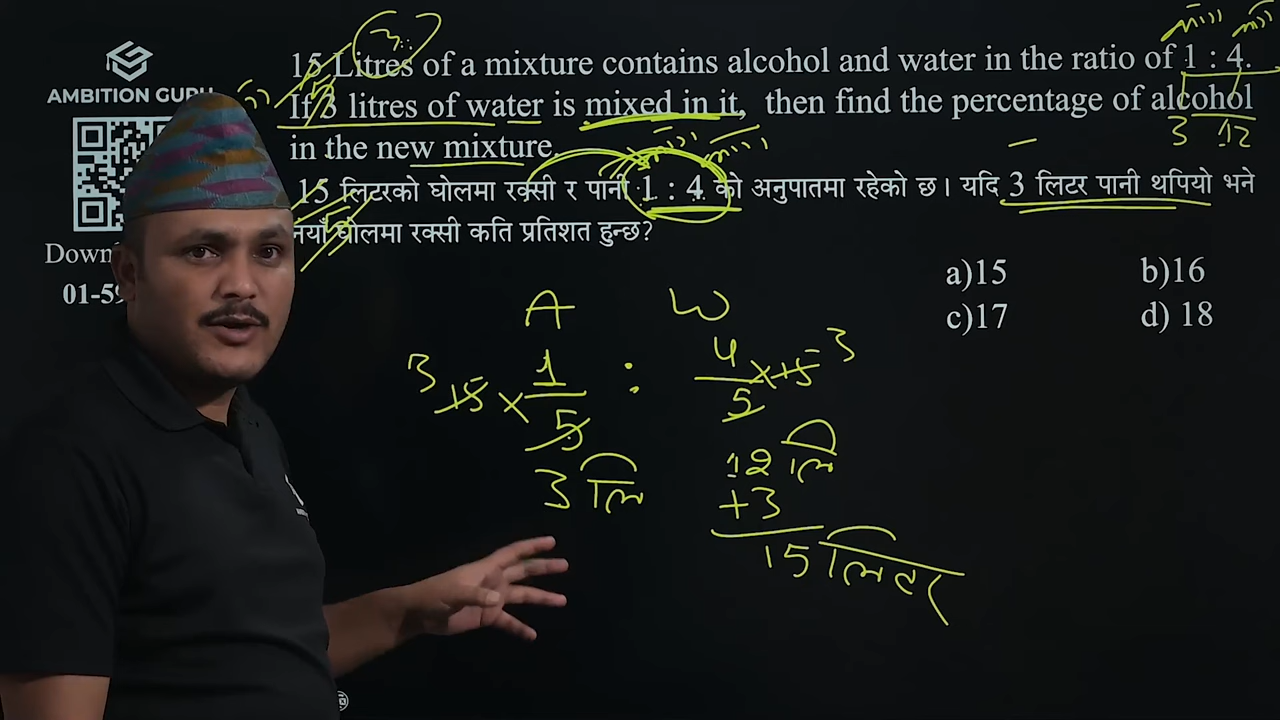 15 Litres of a mixture contains alcohol and water in the ratio of 1 : 4.
If 3 litres of water is mixed in it, then find the percentage of alcohol
3 12
in the new mixture.
15 लिटरको घोलमा रक्सी र पानी 1 : 4 को अनुपातमा रहेको छ। यदि 3 लिटर पानी थपियो भने
नयाँ घोलमा रक्सी कति प्रतिशत हुन्छ?
AMBITION GURU
Down
01-59
a)15 b)16
c)17 d) 18
A W
3 15 × 1/5 : 4/5 × 15 3
3 लि 12 लि
+3
15 लिटर